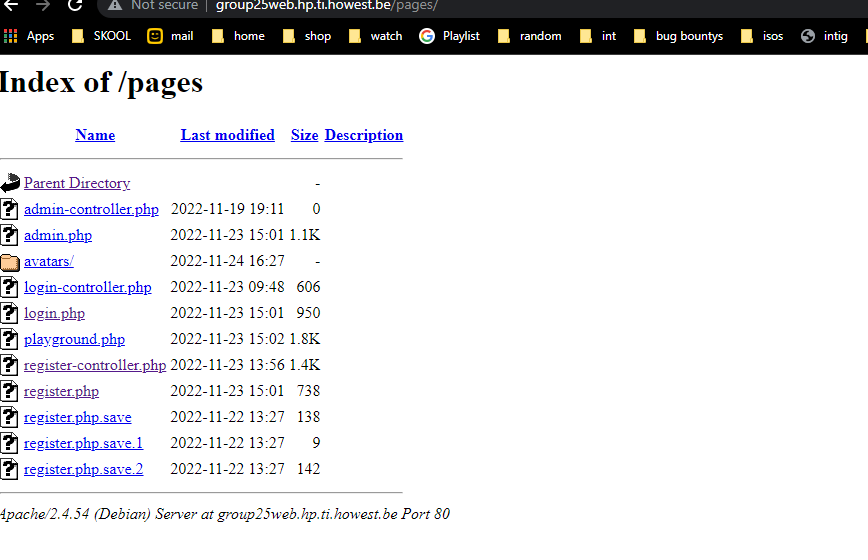 Not secure | group25web.hp.ti.howest.be/pages/
Apps SKOOL mail home shop watch Playlist random int bug bountys isos intig
Index of /pages
Name Last modified Size Description
Parent Directory -
admin-controller.php 2022-11-19 19:11 0
admin.php 2022-11-23 15:01 1.1K
avatars/ 2022-11-24 16:27 -
login-controller.php 2022-11-23 09:48 606
login.php 2022-11-23 15:01 950
playground.php 2022-11-23 15:02 1.8K
register-controller.php 2022-11-23 13:56 1.4K
register.php 2022-11-23 15:01 738
register.php.save 2022-11-22 13:27 138
register.php.save.1 2022-11-22 13:27 9
register.php.save.2 2022-11-22 13:27 142
Apache/2.4.54 (Debian) Server at group25web.hp.ti.howest.be Port 80